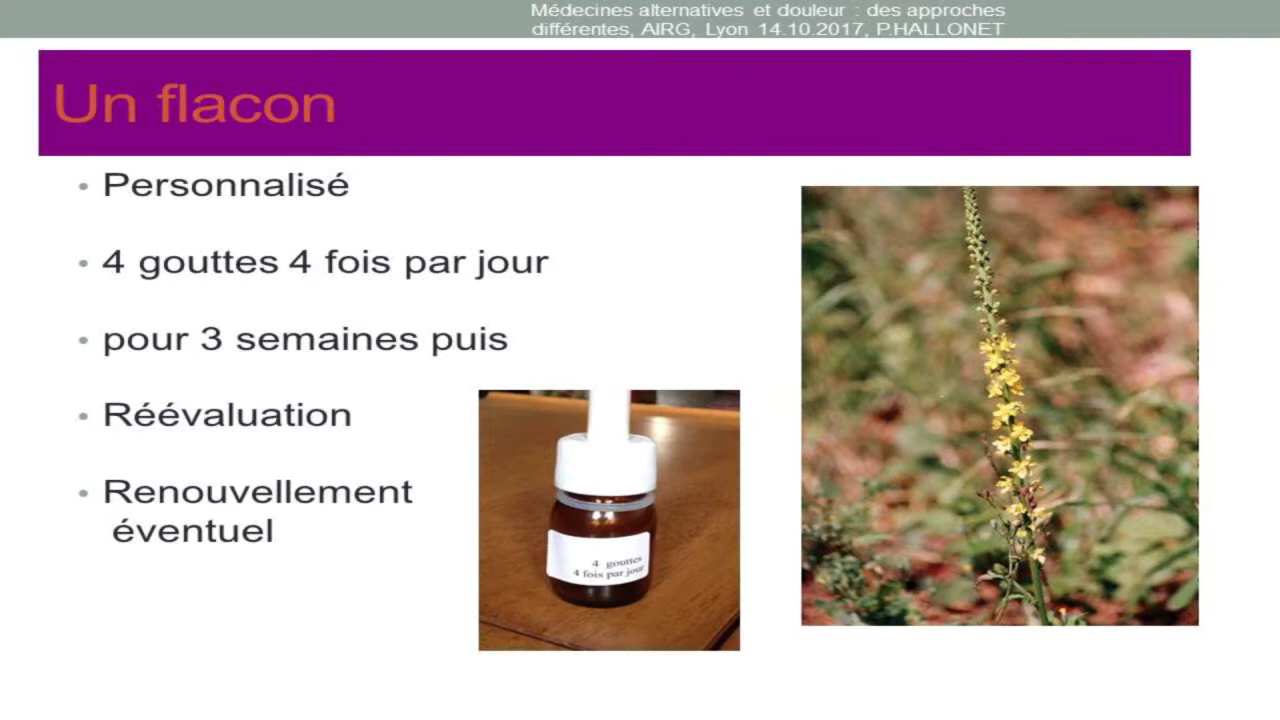 Médecines alternatives et douleur : des approches
différentes, AIRG, Lyon 14.10.2017, P.HALLONET
Un flacon
• Personnalisé
• 4 gouttes 4 fois par jour
• pour 3 semaines puis
• Réévaluation
• Renouvellement
éventuel
4 gouttes
4 fois par jour